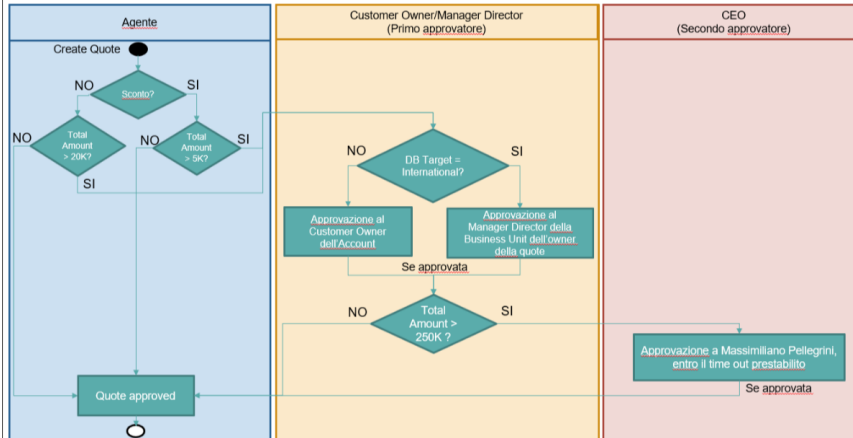 Agente
Customer Owner/Manager Director
(Primo approvatore)
CEO
(Secondo approvatore)
Create Quote
NO
Sconto?
SI
NO
Total
Amount
> 20K?
NO
Total
Amount
> 5K?
SI
SI
NO
DB Target =
International?
SI
Approvazione al
Customer Owner
dell'Account
Approvazione al
Manager Director della
Business Unit dell'owner
della quote
Se approvata
NO
Total
Amount >
250K ?
SI
Approvazione a Massimiliano Pellegrini,
entro il time out prestabilito
Se approvata
Quote approved